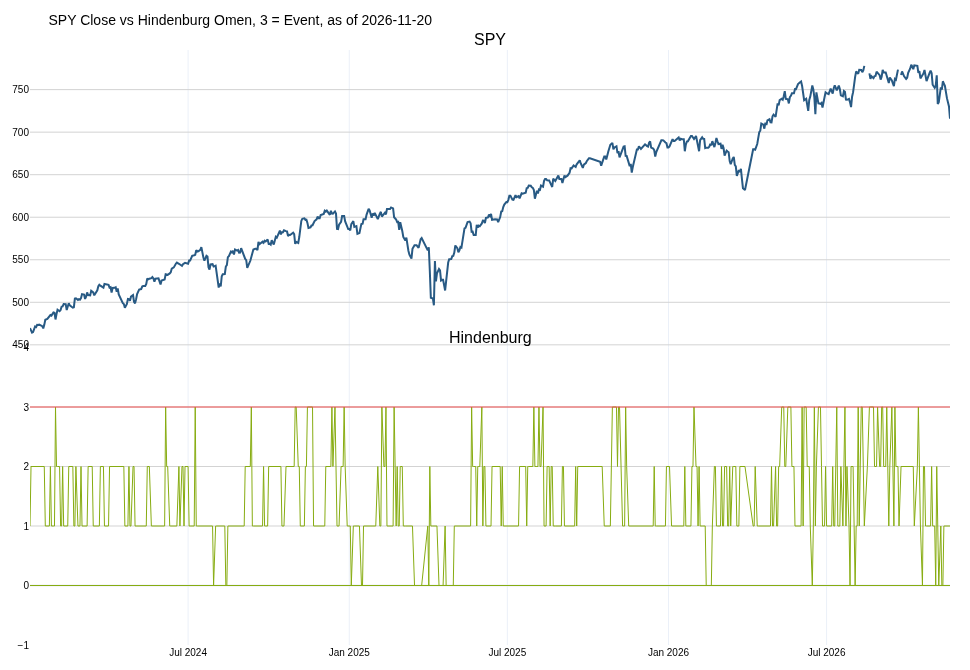 SPY Close vs Hindenburg Omen, 3 = Event, as of 2026-11-20
SPY
750
700
650
600
550
500
450
Hindenburg
4
3
2
1
0
−1
Jul 2024
Jan 2025
Jul 2025
Jan 2026
Jul 2026